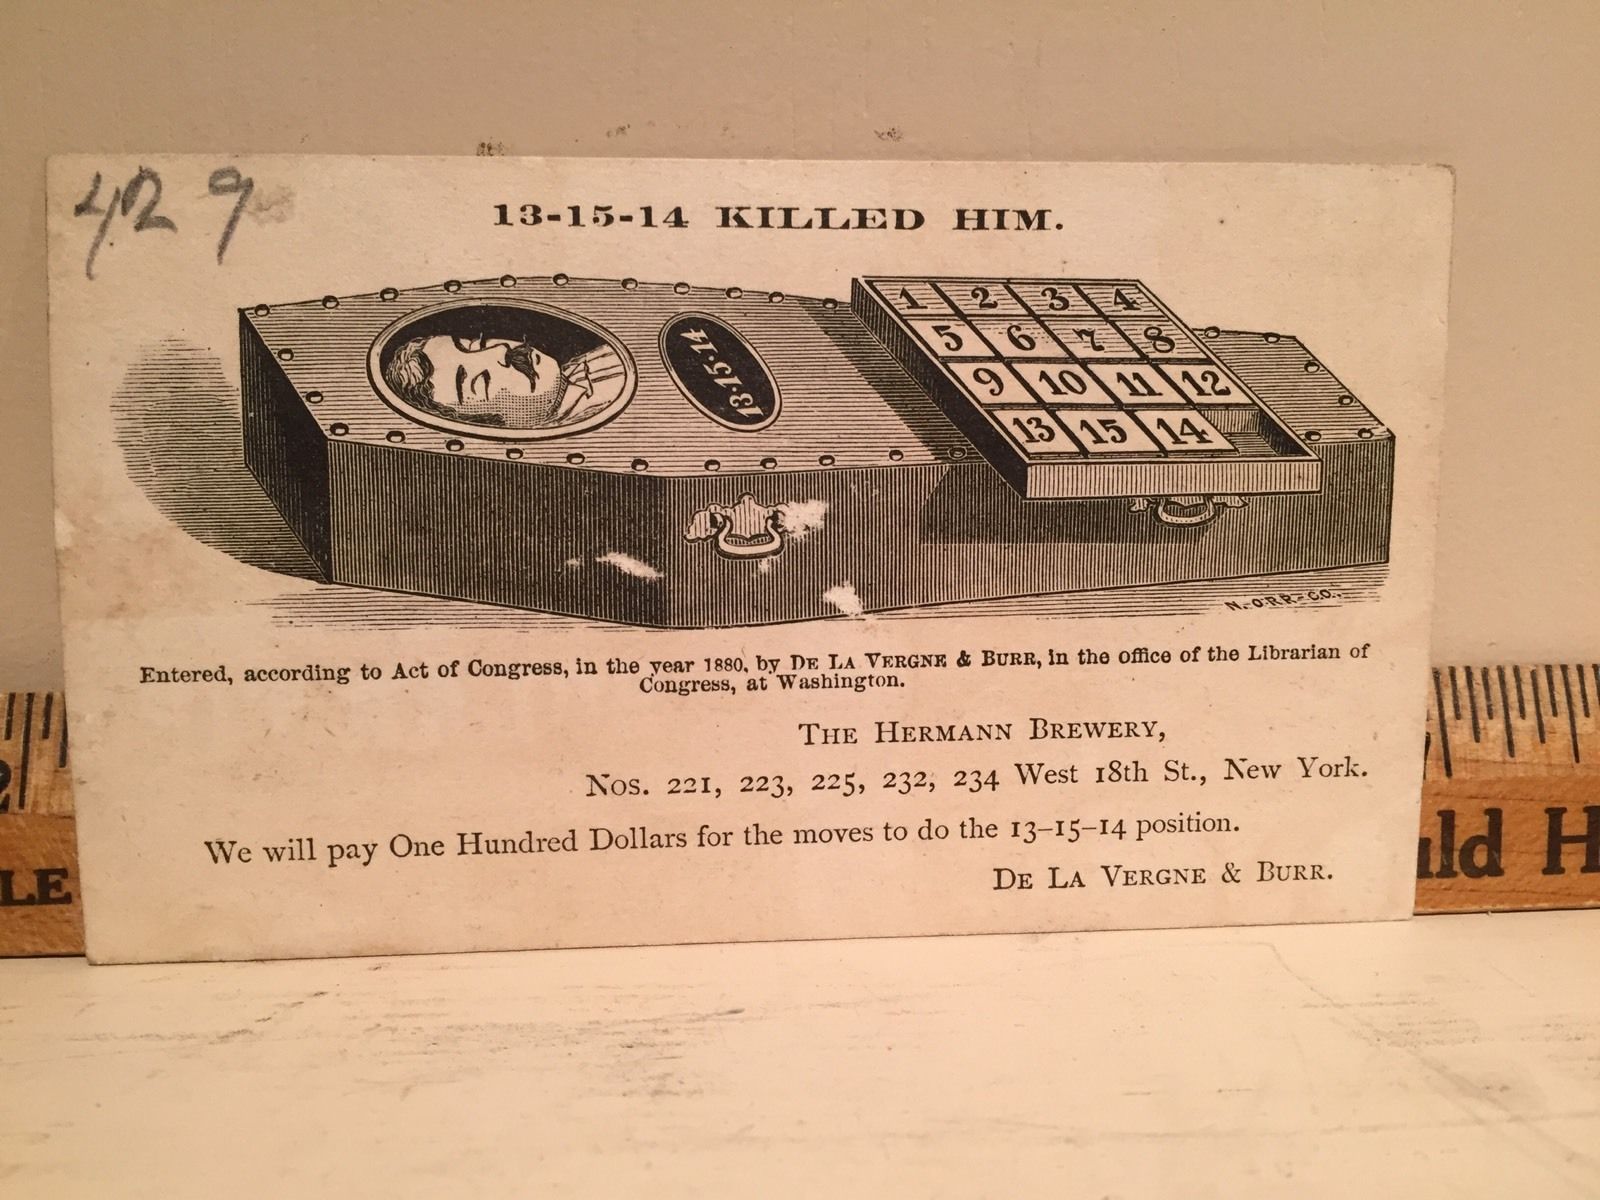 429
13-15-14 KILLED HIM.
13·15·14
1 2 3 4
5 6 7 8
9 10 11 12
13 15 14
N. ORR-CO.
Entered, according to Act of Congress, in the year 1880, by DE LA VERGNE & BURR, in the office of the Librarian of
Congress, at Washington.
THE HERMANN BREWERY,
Nos. 221, 223, 225, 232, 234 West 18th St., New York.
We will pay One Hundred Dollars for the moves to do the 13–15–14 position.
DE LA VERGNE & BURR.
2
LE
uld H